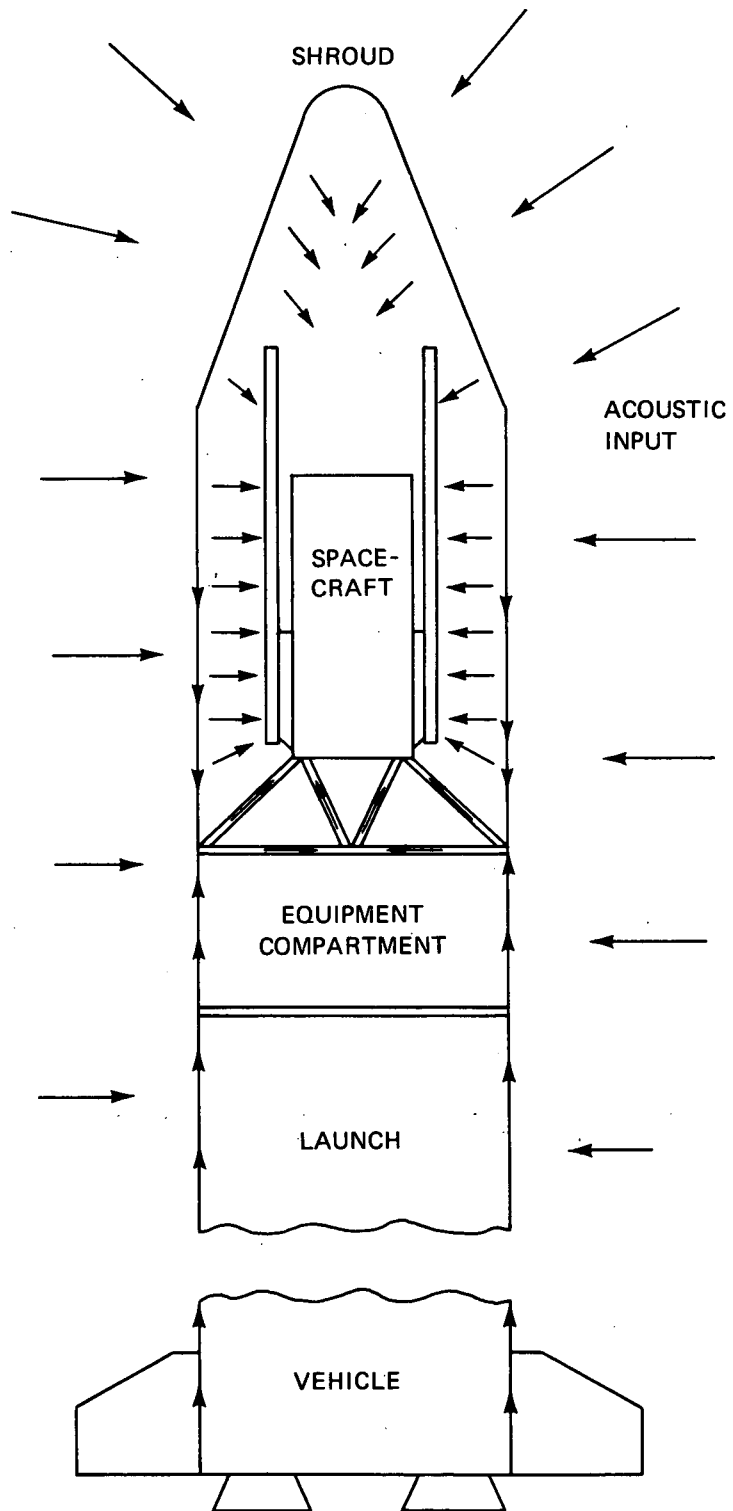 SHROUD
ACOUSTIC
INPUT
SPACE-
CRAFT
EQUIPMENT
COMPARTMENT
LAUNCH
VEHICLE